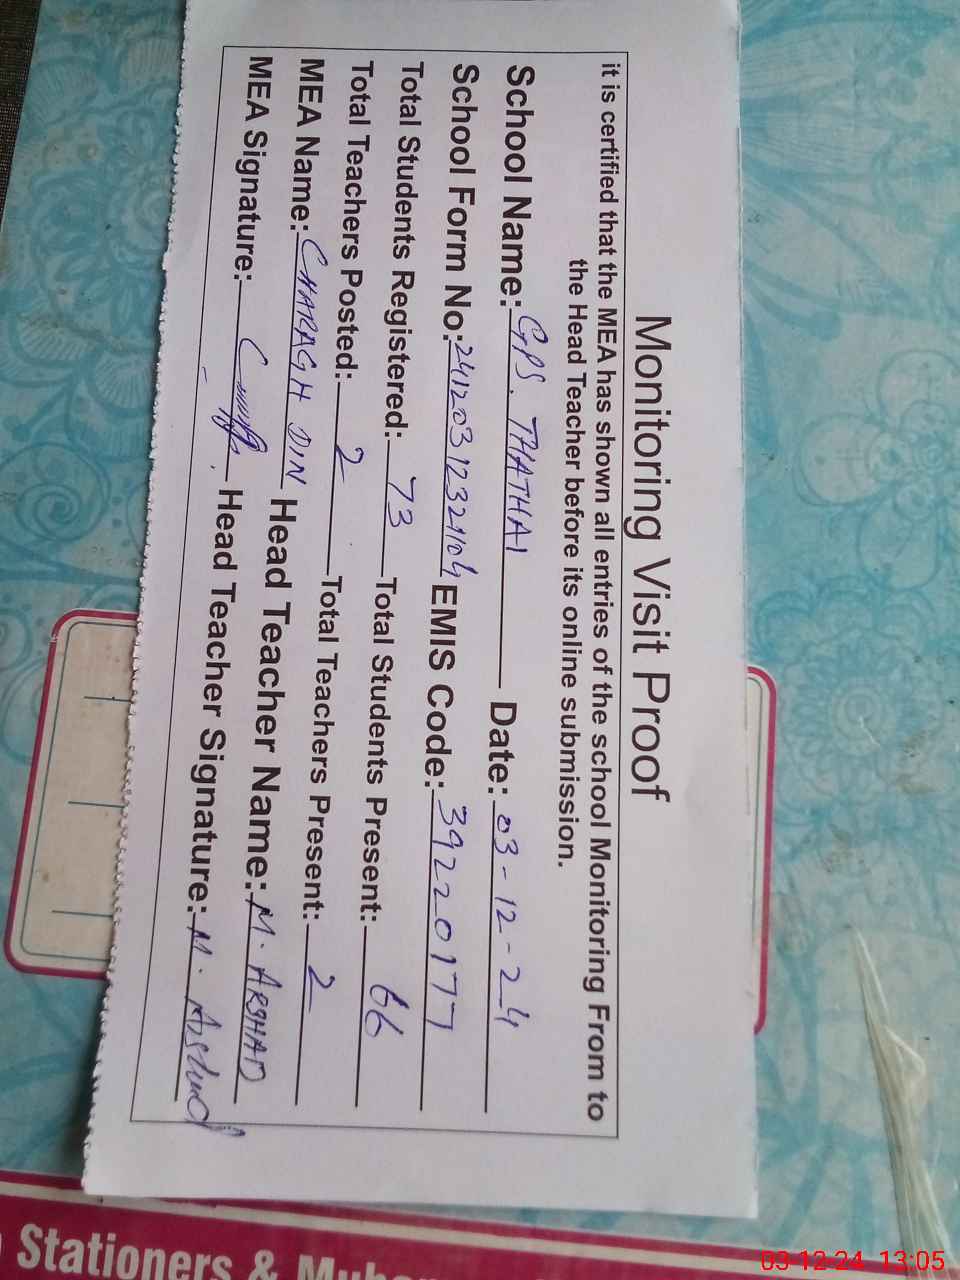 Monitoring Visit Proof
it is certified that the MEA has shown all entries of the school Monitoring From to
the Head Teacher before its online submission.
School Name: GPS. THATHAI Date: 03-12-24
School Form No: 24120312321104 EMIS Code: 39220177
Total Students Registered: 73 Total Students Present: 66
Total Teachers Posted: 2 Total Teachers Present: 2
MEA Name: CHARAGH DIN Head Teacher Name: M. ARSHAD
MEA Signature: Head Teacher Signature: M. Arshad
Stationers &
03-12-24 13:05